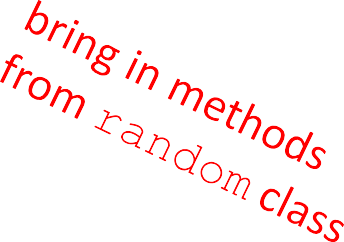 bring in methods
from random class